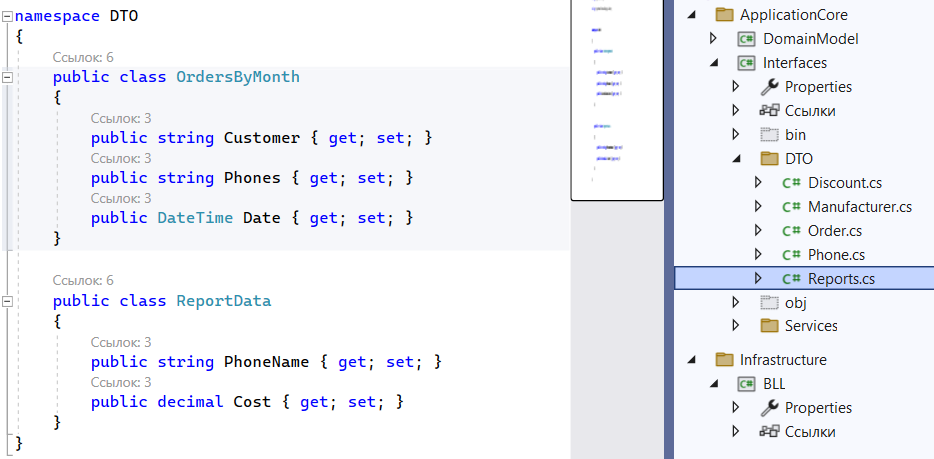 namespace DTO
{
Ссылок: 6
public class OrdersByMonth
{
Ссылок: 3
public string Customer { get; set; }
Ссылок: 3
public string Phones { get; set; }
Ссылок: 3
public DateTime Date { get; set; }
}
Ссылок: 6
public class ReportData
{
Ссылок: 3
public string PhoneName { get; set; }
Ссылок: 3
public decimal Cost { get; set; }
}
}
ApplicationCore
C# DomainModel
C# Interfaces
Properties
Ссылки
bin
DTO
C# Discount.cs
C# Manufacturer.cs
C# Order.cs
C# Phone.cs
C# Reports.cs
obj
Services
Infrastructure
C# BLL
Properties
Ссылки